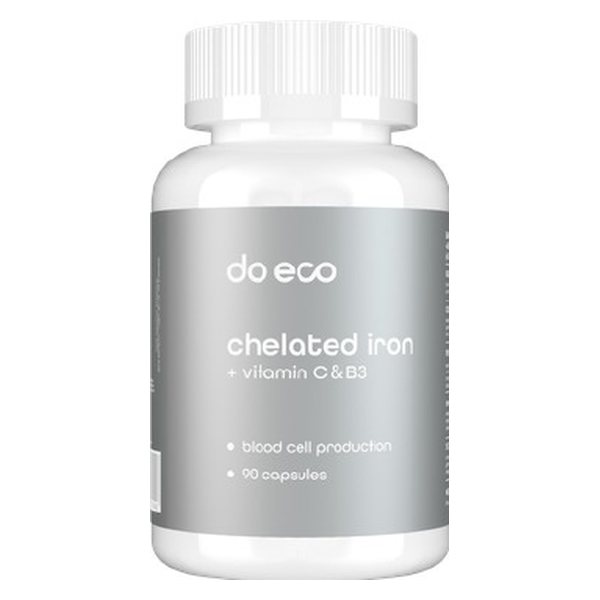 do eco
chelated iron
+ vitamin C & B3
• blood cell production
• 90 capsules